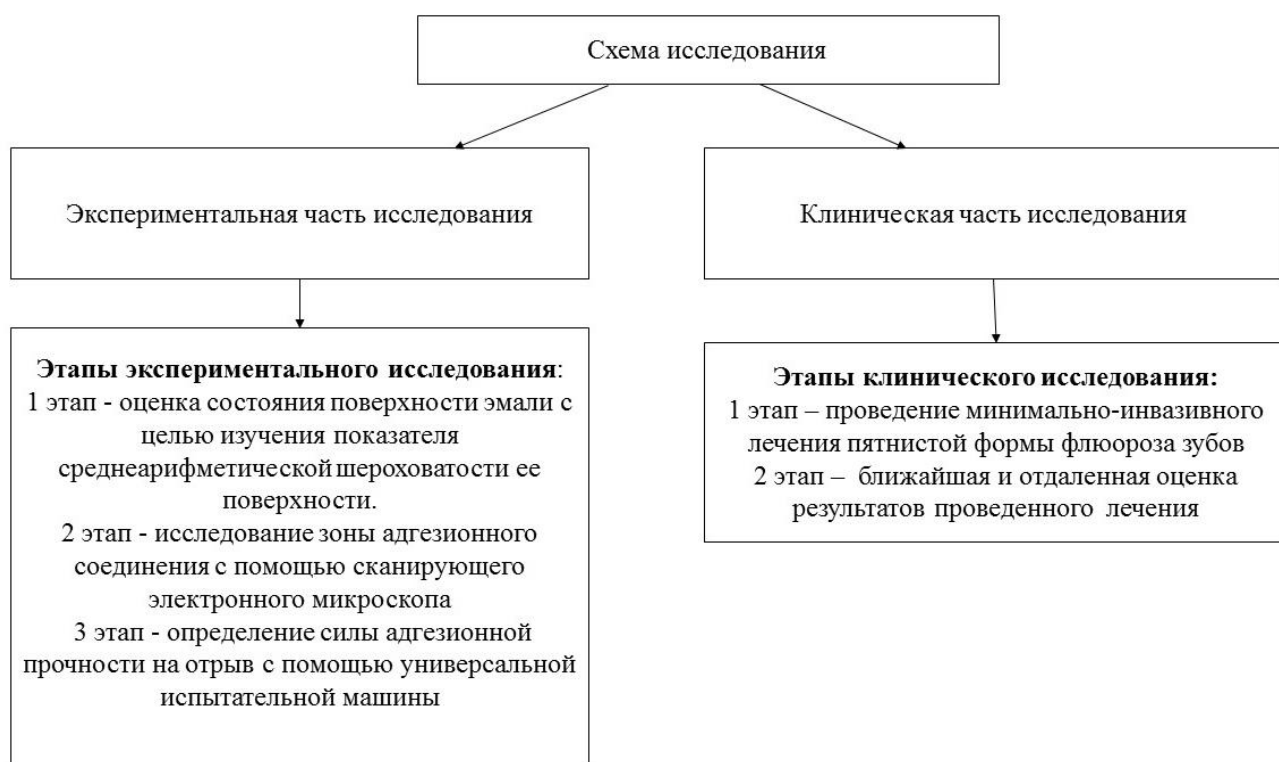 Схема исследования
Экспериментальная часть исследования
Клиническая часть исследования
Этапы экспериментального исследования:
1 этап - оценка состояния поверхности эмали с
целью изучения показателя
среднеарифметической шероховатости ее
поверхности.
2 этап - исследование зоны адгезионного
соединения с помощью сканирующего
электронного микроскопа
3 этап - определение силы адгезионной
прочности на отрыв с помощью универсальной
испытательной машины
Этапы клинического исследования:
1 этап – проведение минимально-инвазивного
лечения пятнистой формы флюороза зубов
2 этап – ближайшая и отдаленная оценка
результатов проведенного лечения